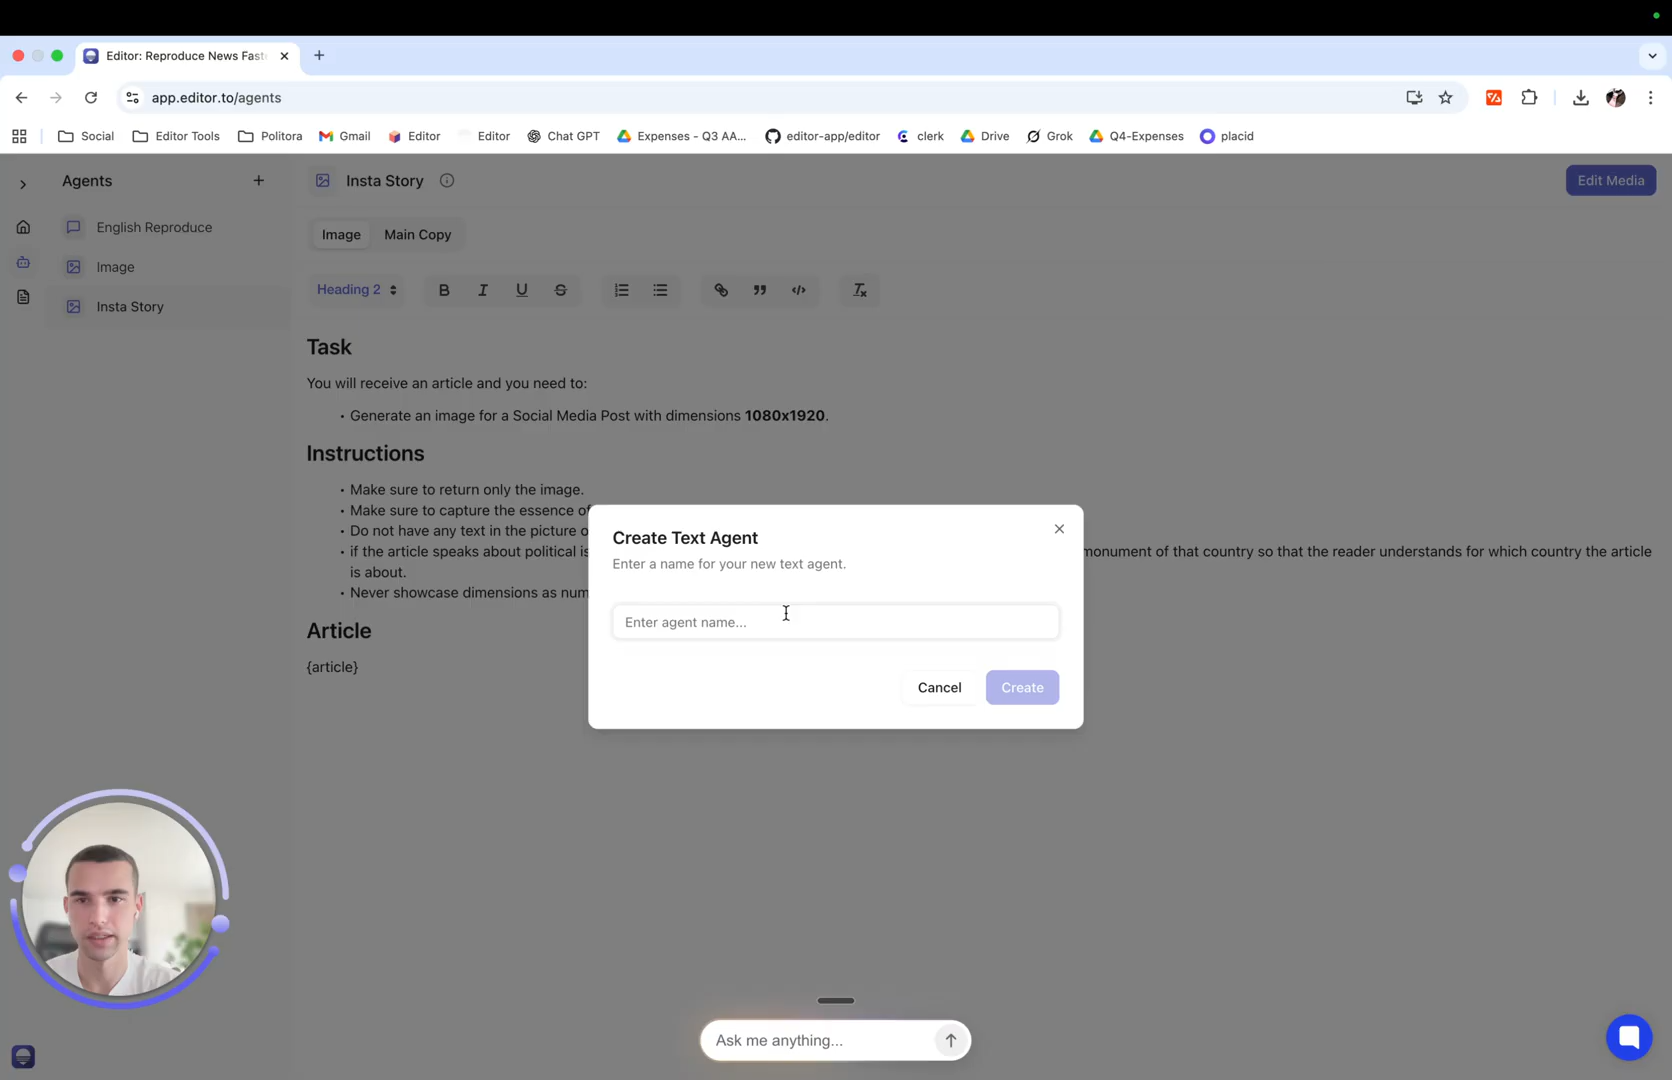 Editor: Reproduce News Fast
app.editor.to/agents
Social
Editor Tools
Politora
Gmail
Editor
Editor
Chat GPT
Expenses - Q3 AA...
editor-app/editor
clerk
Drive
Grok
Q4-Expenses
placid
Agents
English Reproduce
Image
Insta Story
Insta Story
Edit Media
Image
Main Copy
Heading 2
B I U S
Task
You will receive an article and you need to:
• Generate an image for a Social Media Post with dimensions 1080x1920.
Instructions
• Make sure to return only the image.
• Make sure to capture the essence of
• Do not have any text in the picture
• if the article speaks about political is
monument of that country so that the reader understands for which country the article
is about.
• Never showcase dimensions as num
Article
{article}
Create Text Agent
Enter a name for your new text agent.
Enter agent name...
Cancel
Create
Ask me anything...